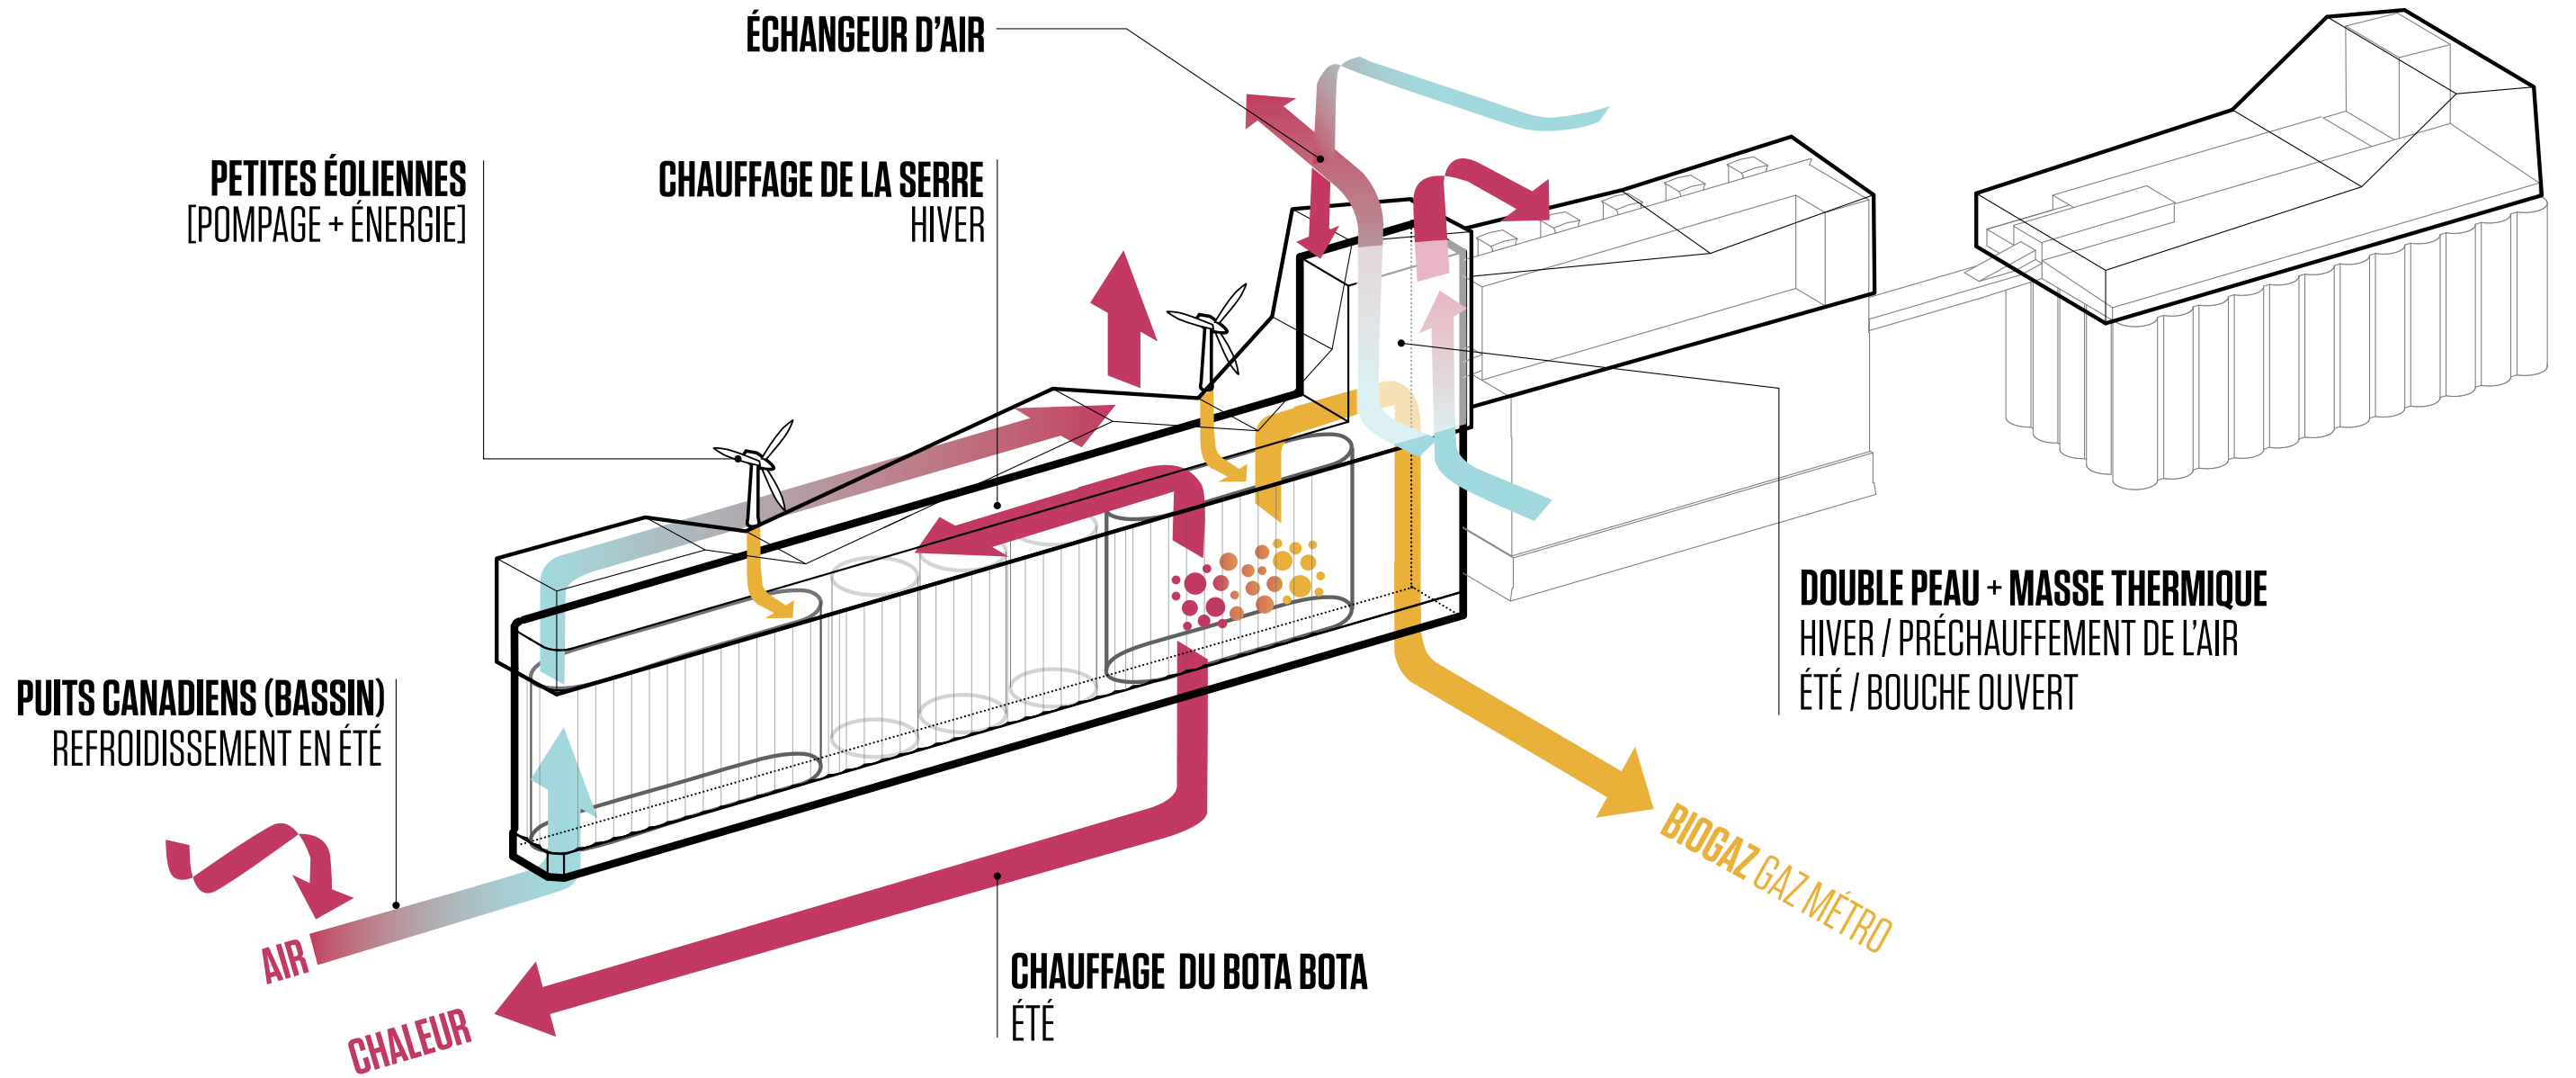 ÉCHANGEUR D'AIR
PETITES ÉOLIENNES
[POMPAGE + ÉNERGIE]
CHAUFFAGE DE LA SERRE
HIVER
DOUBLE PEAU + MASSE THERMIQUE
HIVER / PRÉCHAUFFEMENT DE L'AIR
ÉTÉ / BOUCHE OUVERT
PUITS CANADIENS (BASSIN)
REFROIDISSEMENT EN ÉTÉ
BIOGAZ GAZ MÉTRO
AIR
CHALEUR
CHAUFFAGE DU BOTA BOTA
ÉTÉ